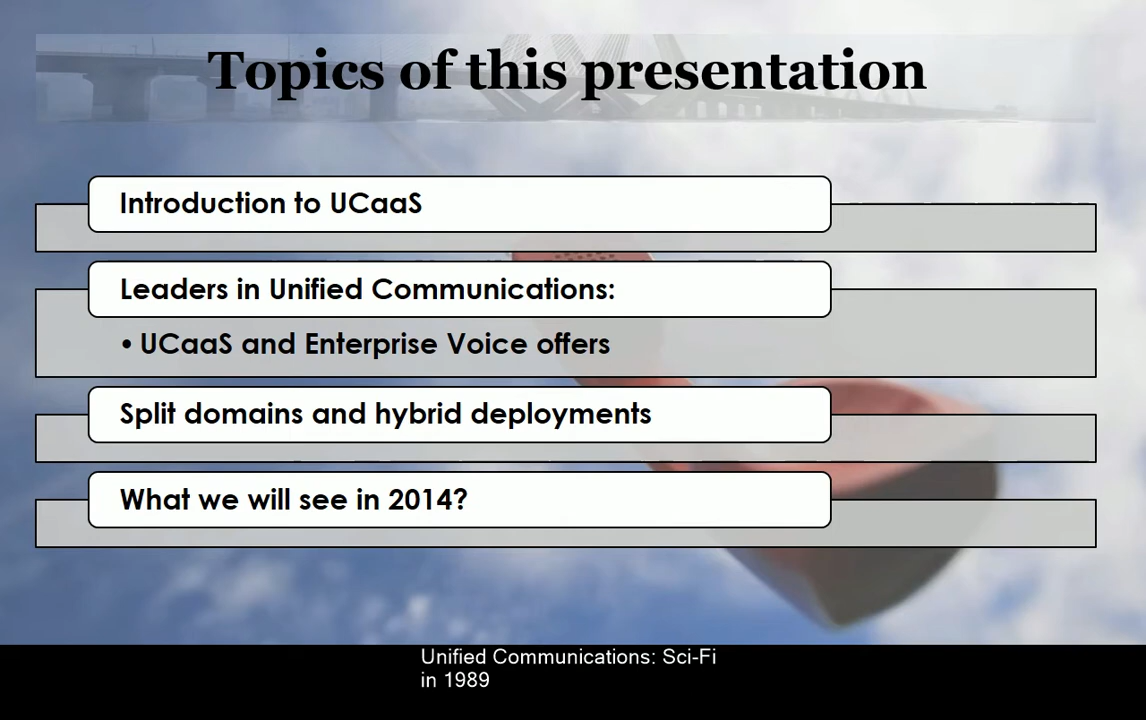 Topics of this presentation
Introduction to UCaaS
Leaders in Unified Communications:
• UCaaS and Enterprise Voice offers
Split domains and hybrid deployments
What we will see in 2014?
Unified Communications: Sci-Fi
in 1989